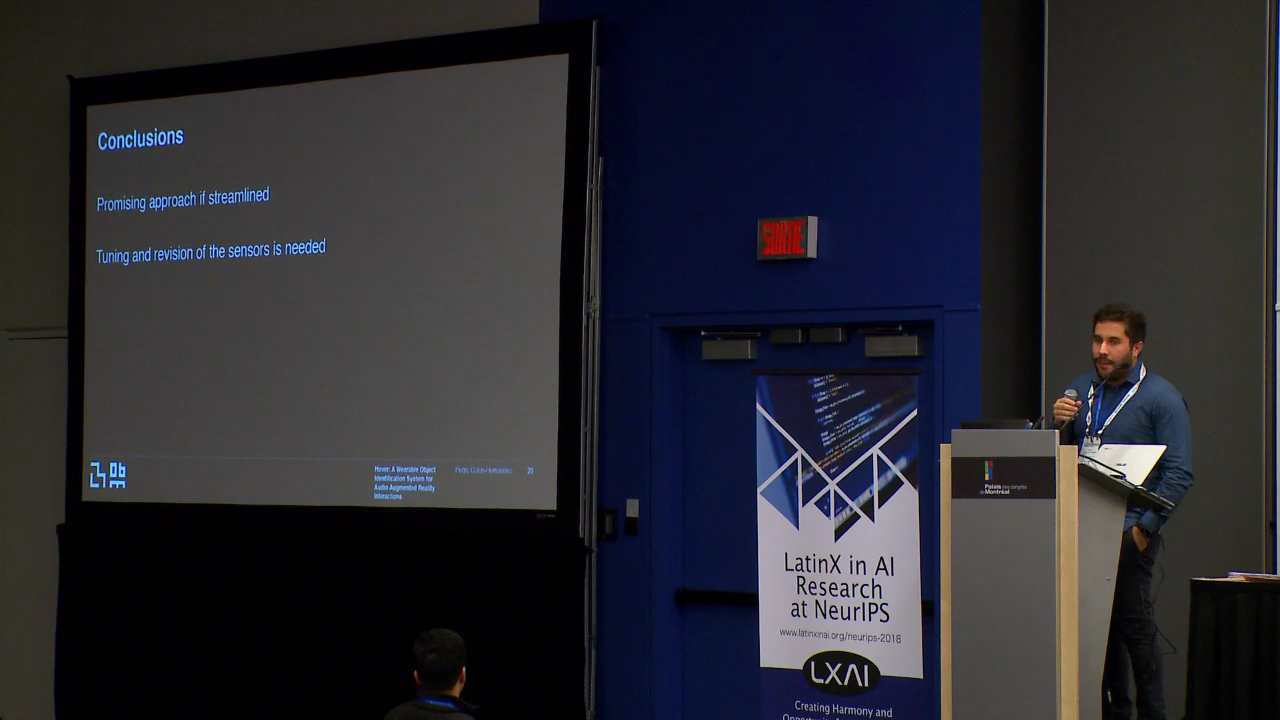 Conclusions
Promising approach if streamlined
Tuning and revision of the sensors is needed
Hover: A Wearable Object
Identification System for
Audio-Augmented Reality
Interactions
20
SORTIE
Palais des congrès
de Montréal
LatinX in AI
Research
at NeurIPS
www.latinxinai.org/neurips-2018
LXAI
Creating Harmony and